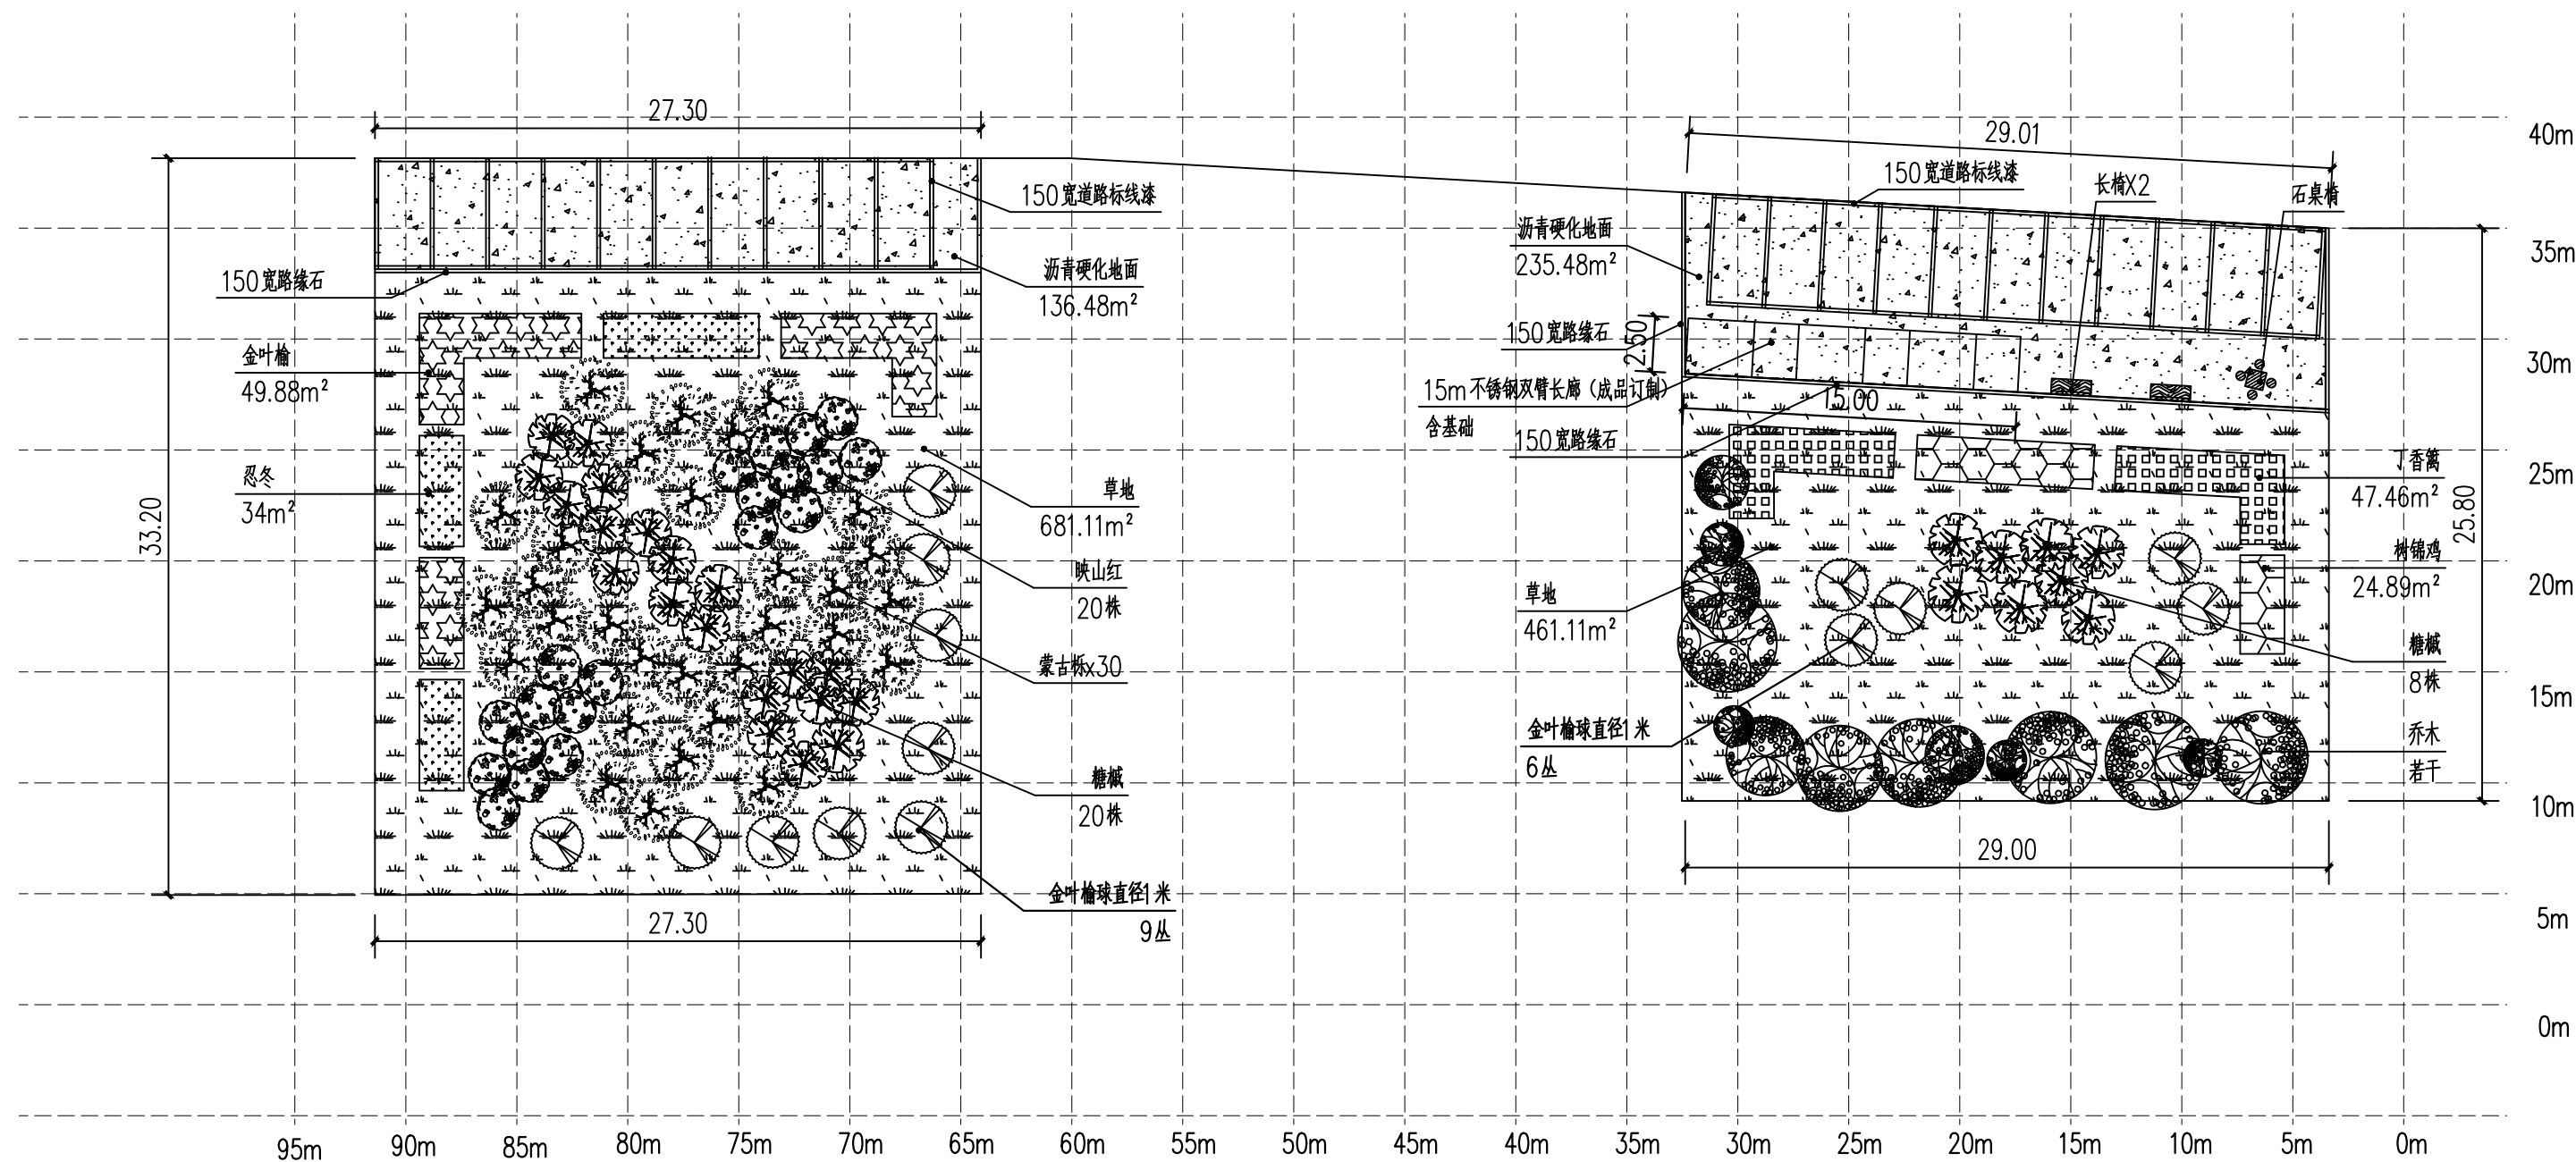 27.30
33.20
150宽道路标线漆
沥青硬化地面
136.48m²
150宽路缘石
金叶榆
49.88m²
忍冬
34m²
草地
681.11m²
映山红
20株
蒙古栎x30
糖槭
20株
金叶榆球直径1米
9丛
27.30
29.01
150宽道路标线漆
长椅X2
石桌椅
沥青硬化地面
235.48m²
150宽路缘石
2.50
15m不锈钢双臂长廊（成品订制）
含基础
15.00
150宽路缘石
丁香篱
47.46m²
25.80
树锦鸡
24.89m²
草地
461.11m²
糖槭
8株
金叶榆球直径1米
6丛
乔木
若干
29.00
40m
35m
30m
25m
20m
15m
10m
5m
0m
95m 90m 85m 80m 75m 70m 65m 60m 55m 50m 45m 40m 35m 30m 25m 20m 15m 10m 5m 0m